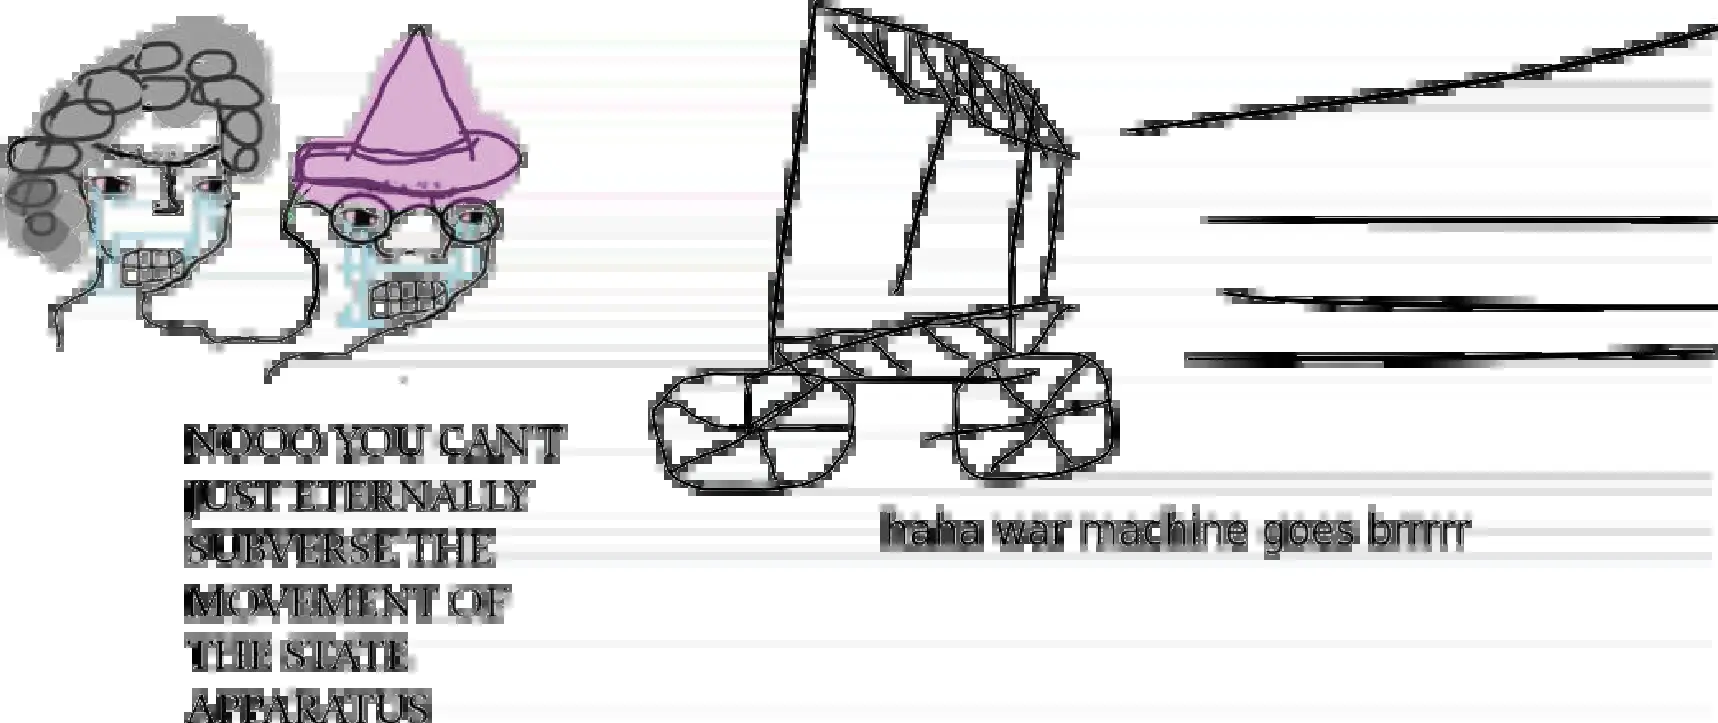 NOOO YOU CAN'T
JUST ETERNALLY
SUBVERSE THE
MOVEMENT OF
THE STATE
APPARATUS
haha war machine goes brrrrr